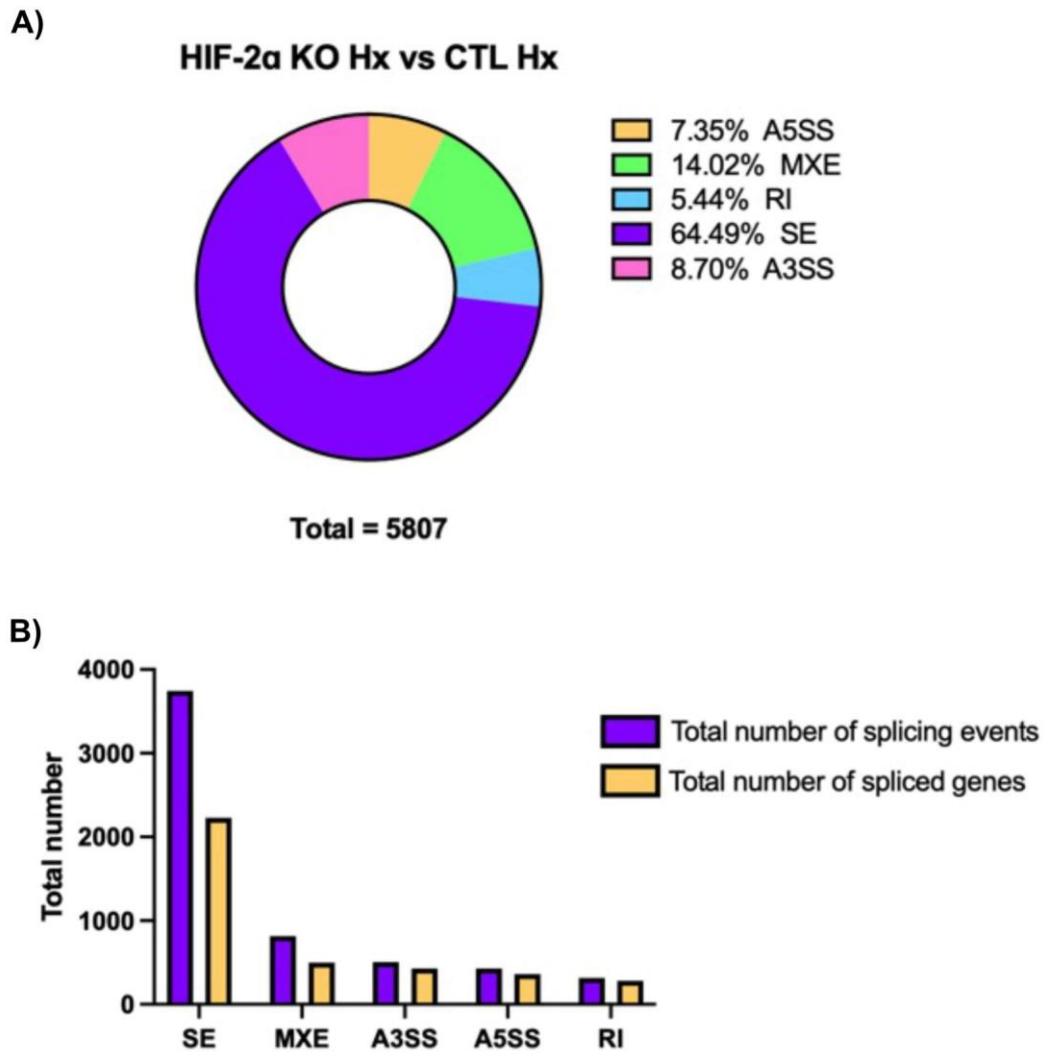 A)
HIF-2α KO Hx vs CTL Hx
7.35% A5SS
14.02% MXE
5.44% RI
64.49% SE
8.70% A3SS
Total = 5807
B)
Total number
4000
3000
2000
1000
0
SE MXE A3SS A5SS RI
Total number of splicing events
Total number of spliced genes